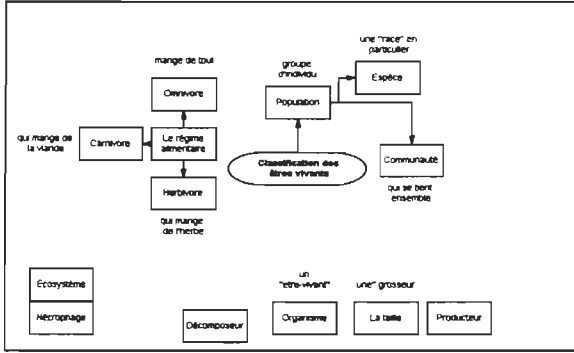 une "race" en
particulier
mange de tout
groupe
d'individu
Omnivore
Espèce
Population
qui mange de
la viande
Carnivore
Le régime
alimentaire
Classification des
êtres vivants
Communauté
Herbivore
qui se tient
ensemble
qui mange
de l'herbe
un
"etre-vivant"
une" grosseur
Écosystème
Nécrophage
Décomposeur
Organisme
La taille
Producteur